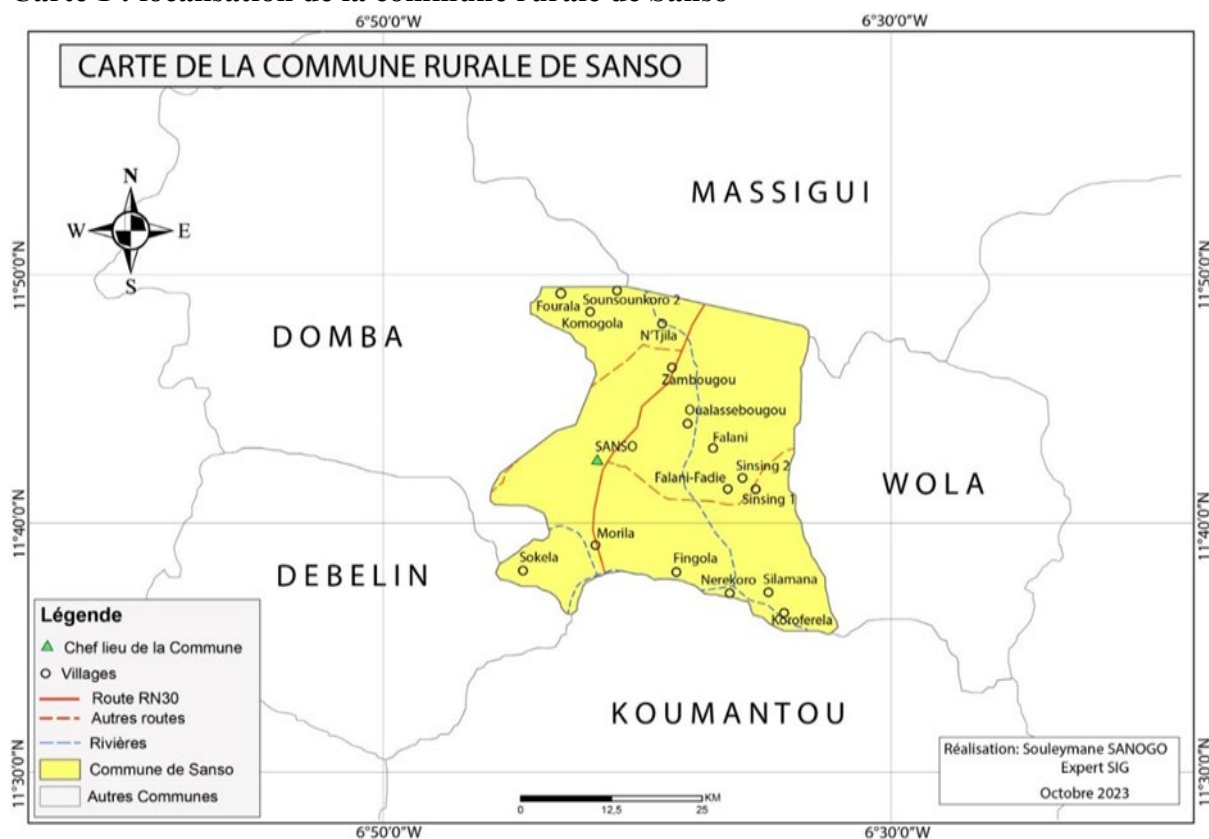 Carte 1 : localisation de la commune rurale de Sanso
6°50'0"W
6°30'0"W
CARTE DE LA COMMUNE RURALE DE SANSO
MASSIGUI
N
W
E
S
11°50'0"N
11°50'0"N
Fourala
Sounsounkoro 2
Komogola
N'Tjila
DOMBA
Zambougou
Oualassebougou
Falani
SANSO
Sinsing 2
Falani-Fadie
Sinsing 1
WOLA
11°40'0"N
11°40'0"N
Morila
Sokela
Fingola
Nerekoro
Silamana
Koroferela
DEBELIN
KOUMANTOU
Légende
Chef lieu de la Commune
Villages
Route RN30
Autres routes
Rivières
Commune de Sanso
Autres Communes
11°30'0"N
11°30'0"N
Réalisation: Souleymane SANOGO
Expert SIG
Octobre 2023
KM
0 12,5 25
6°50'0"W
6°30'0"W